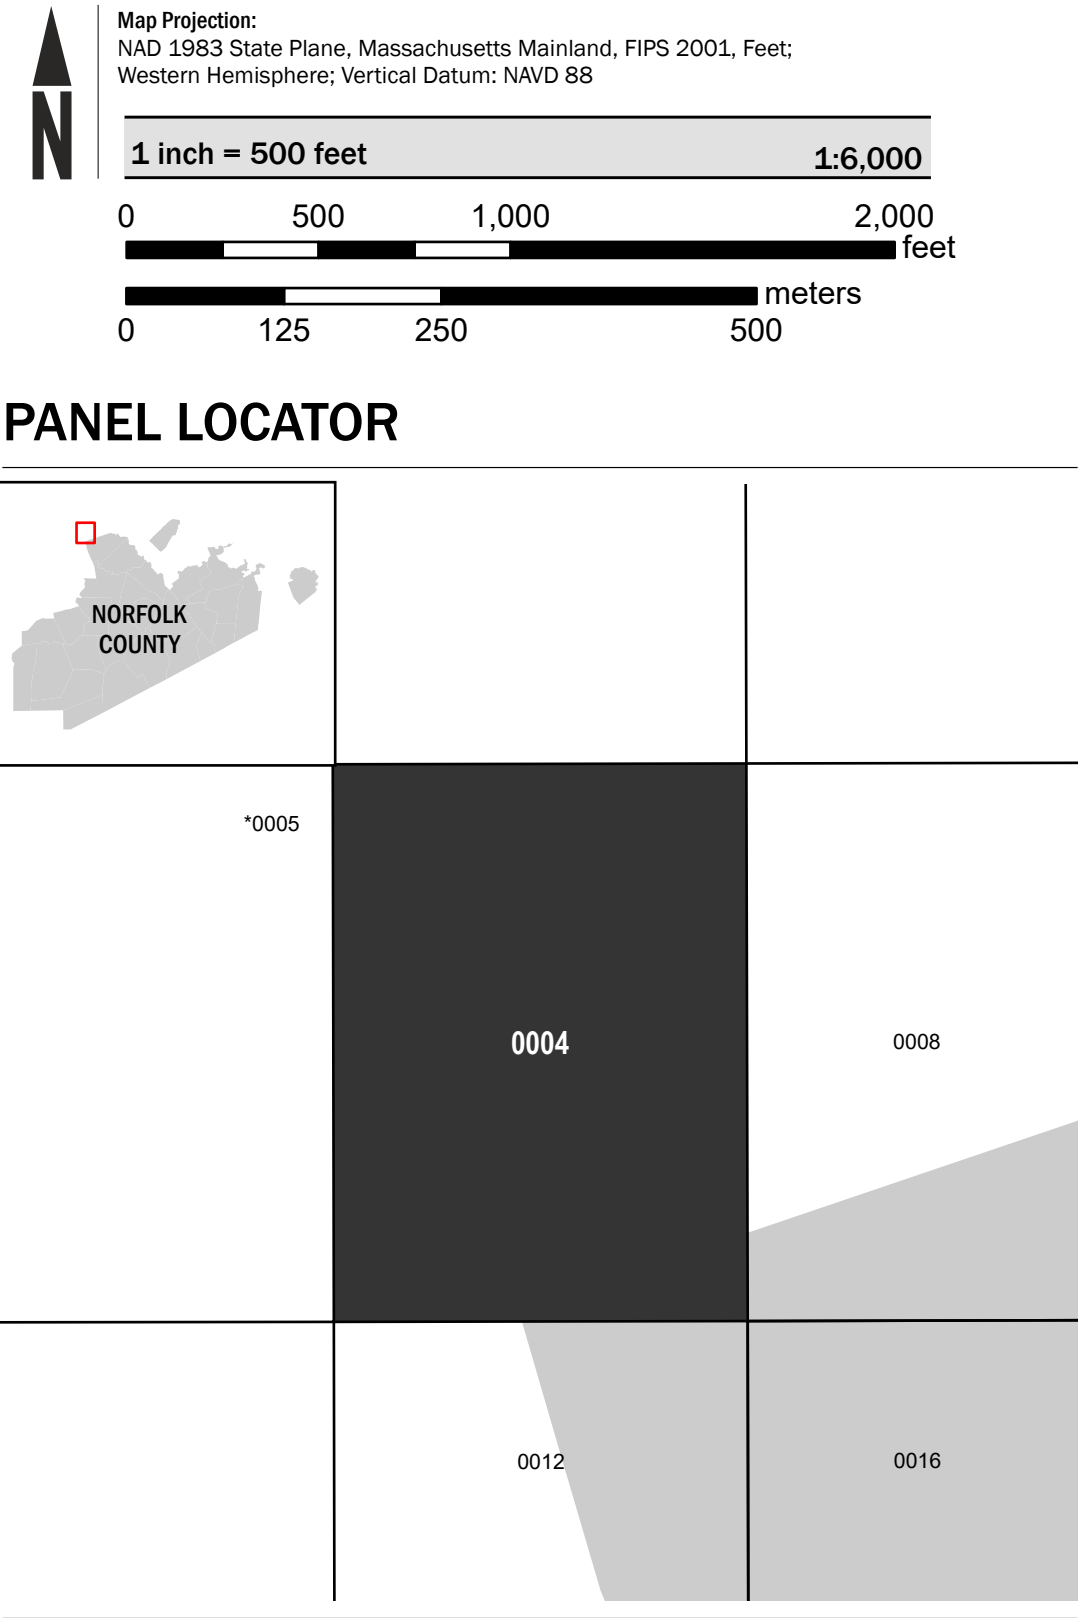 N
Map Projection:
NAD 1983 State Plane, Massachusetts Mainland, FIPS 2001, Feet;
Western Hemisphere; Vertical Datum: NAVD 88
1 inch = 500 feet 1:6,000
0 500 1,000 2,000
feet
meters
0 125 250 500
PANEL LOCATOR
NORFOLK
COUNTY
*0005
0004
0008
0012
0016